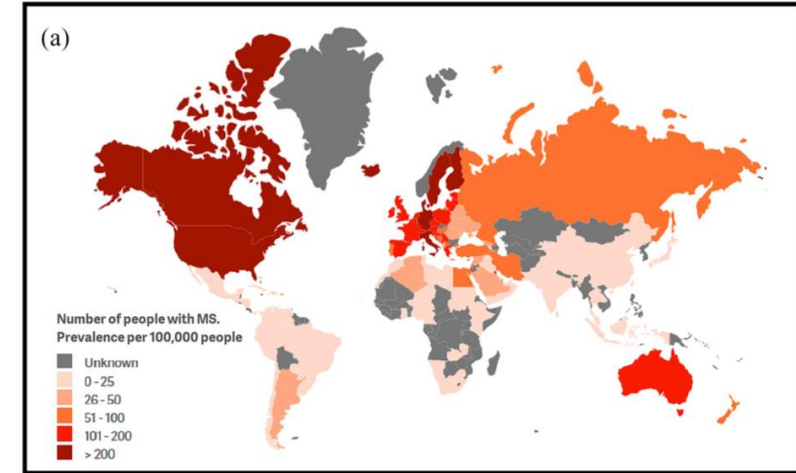 (a)
Number of people with MS.
Prevalence per 100,000 people
Unknown
0 - 25
26 - 50
51 - 100
101 - 200
> 200